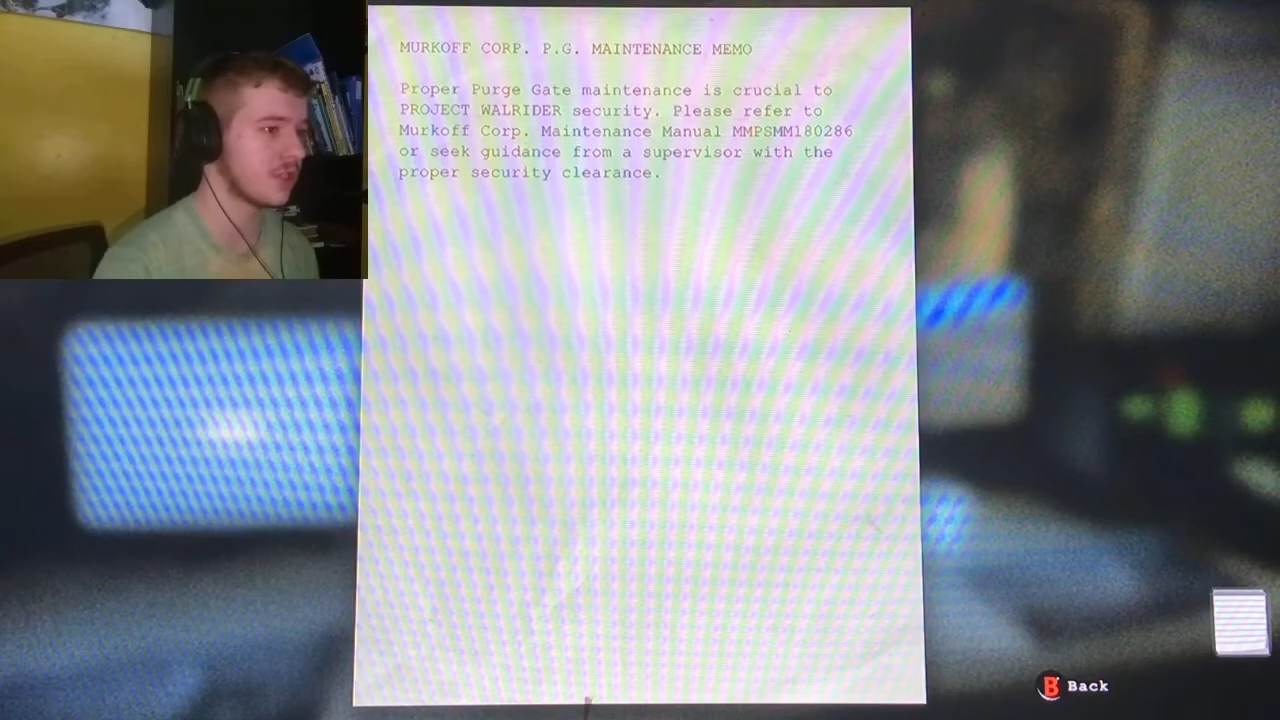 MURKOFF CORP. P.G. MAINTENANCE MEMO
Proper Purge Gate maintenance is crucial to
PROJECT WALRIDER security. Please refer to
Murkoff Corp. Maintenance Manual MMPSMM180286
or seek guidance from a supervisor with the
proper security clearance.
B Back